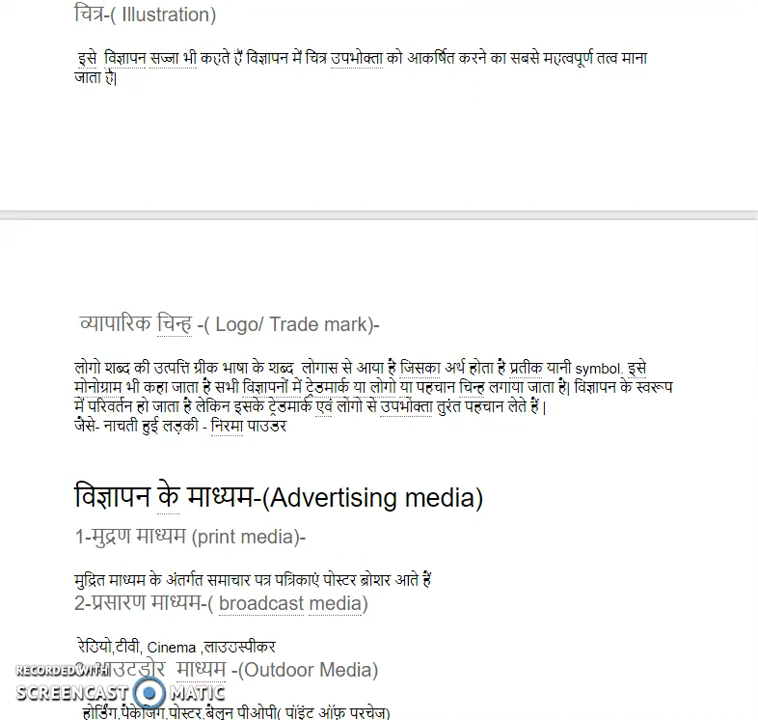 चित्र-( Illustration)
इसे विज्ञापन सज्जा भी कहते हैं विज्ञापन में चित्र उपभोक्ता को आकर्षित करने का सबसे महत्वपूर्ण तत्व माना
जाता है|
व्यापारिक चिन्ह -( Logo/ Trade mark)-
लोगो शब्द की उत्पत्ति ग्रीक भाषा के शब्द लोगास से आया है जिसका अर्थ होता है प्रतीक यानी symbol. इसे
मोनोग्राम भी कहा जाता है सभी विज्ञापनों में ट्रेडमार्क या लोगो या पहचान चिन्ह लगाया जाता है| विज्ञापन के स्वरूप
में परिवर्तन हो जाता है लेकिन इसके ट्रेडमार्क एवं लोगो से उपभोक्ता तुरंत पहचान लेते हैं |
जैसे- नाचती हुई लड़की - निरमा पाउडर
विज्ञापन के माध्यम-(Advertising media)
1-मुद्रण माध्यम (print media)-
मुद्रित माध्यम के अंतर्गत समाचार पत्र पत्रिकाएं पोस्टर ब्रोशर आते हैं
2-प्रसारण माध्यम-( broadcast media)
रेडियो,टीवी, Cinema ,लाउडस्पीकर
3-आउटडोर माध्यम -(Outdoor Media)
RECORDED WITH
SCREENCAST MATIC
होर्डिंग,पैकेजिंग,पोस्टर,बैलून पीओपी( पॉइंट ऑफ़ परचेज)